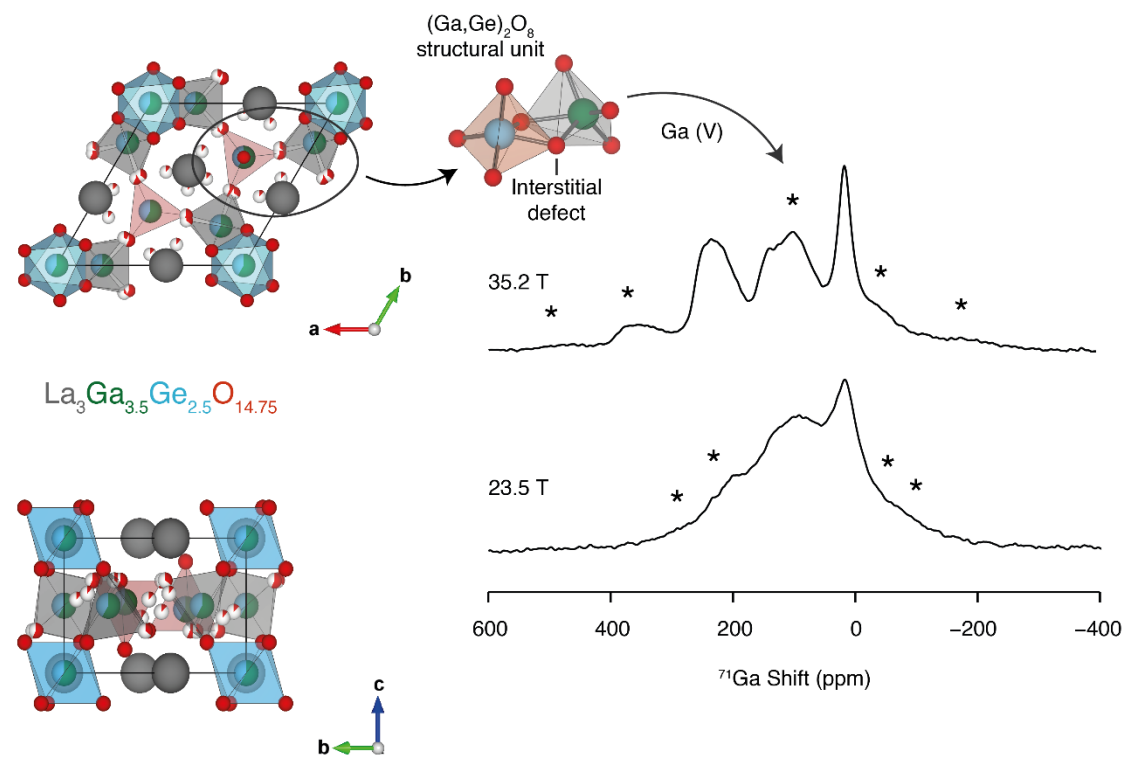 (Ga,Ge)₂O₈
structural unit
Ga (V)
Interstitial
defect
*
*
35.2 T
*
*
*
b
a
La₃Ga₃.₅Ge₂.₅O₁₄.₇₅
*
*
23.5 T
*
*
600 400 200 0 −200 −400
⁷¹Ga Shift (ppm)
c
b